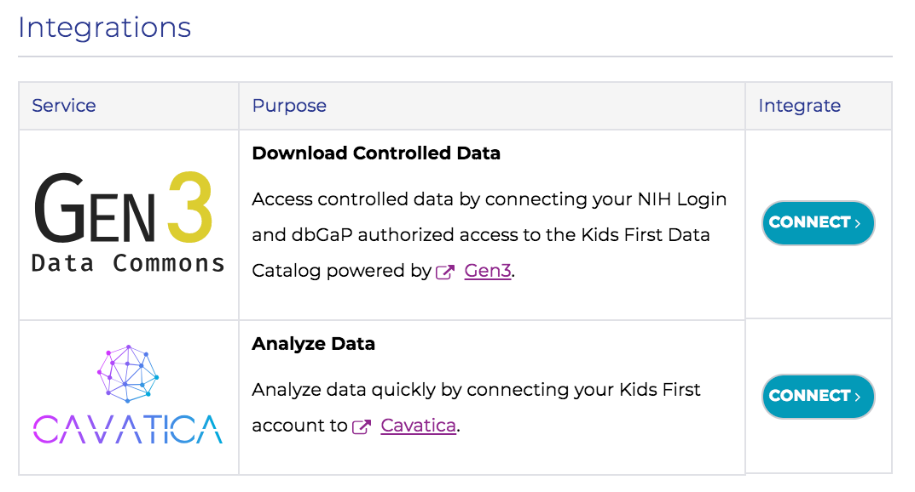 Integrations
Service
Purpose
Integrate
GEN3
Data Commons
Download Controlled Data
Access controlled data by connecting your NIH Login
and dbGaP authorized access to the Kids First Data
Catalog powered by Gen3.
CONNECT ›
CAVATICA
Analyze Data
Analyze data quickly by connecting your Kids First
account to Cavatica.
CONNECT ›